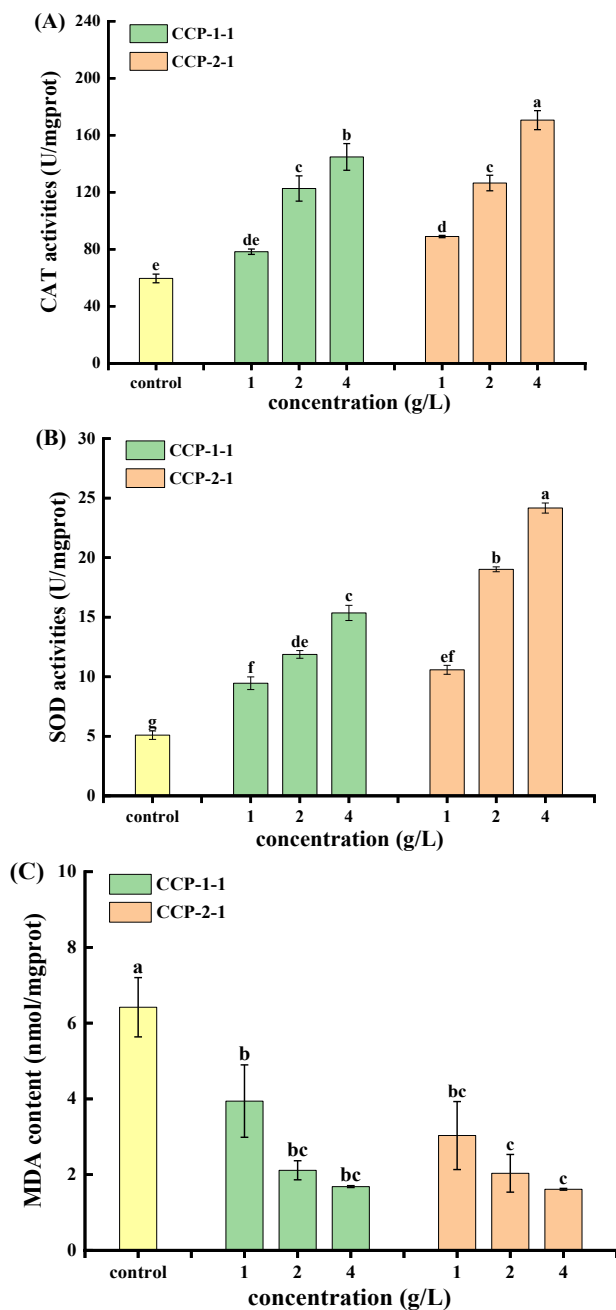 (A)
240
CCP-1-1
CCP-2-1
200
160
120
80
40
0
CAT activities (U/mgprot)
e
de
c
b
d
c
a
control
1
2
4
1
2
4
concentration (g/L)
(B)
30
CCP-1-1
CCP-2-1
25
20
15
10
5
0
SOD activities (U/mgprot)
g
f
de
c
ef
b
a
control
1
2
4
1
2
4
concentration (g/L)
(C)
10
CCP-1-1
CCP-2-1
8
6
4
2
0
MDA content (nmol/mgprot)
a
b
bc
bc
bc
c
c
control
1
2
4
1
2
4
concentration (g/L)